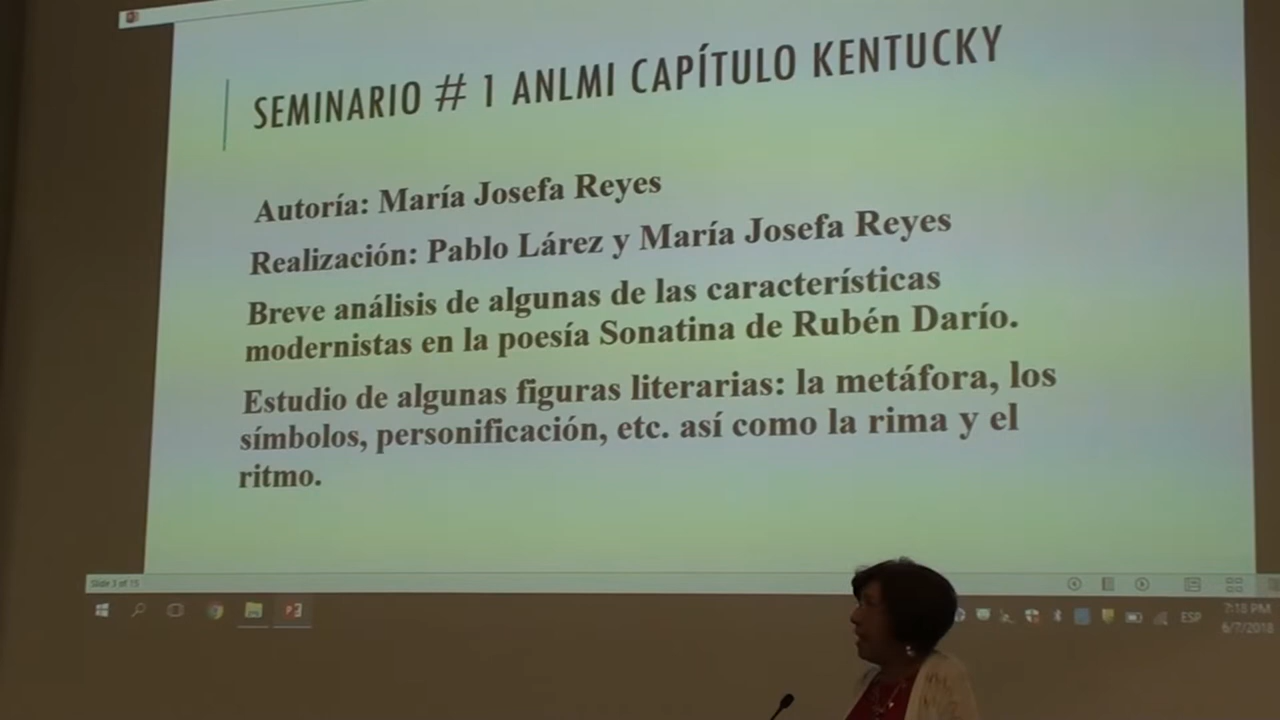 SEMINARIO # 1 ANLMI CAPÍTULO KENTUCKY
Autoría: María Josefa Reyes
Realización: Pablo Lárez y María Josefa Reyes
Breve análisis de algunas de las características
modernistas en la poesía Sonatina de Rubén Darío.
Estudio de algunas figuras literarias: la metáfora, los
símbolos, personificación, etc. así como la rima y el
ritmo.
Slide 3 of 15
ESP
7:18 PM
6/7/2018